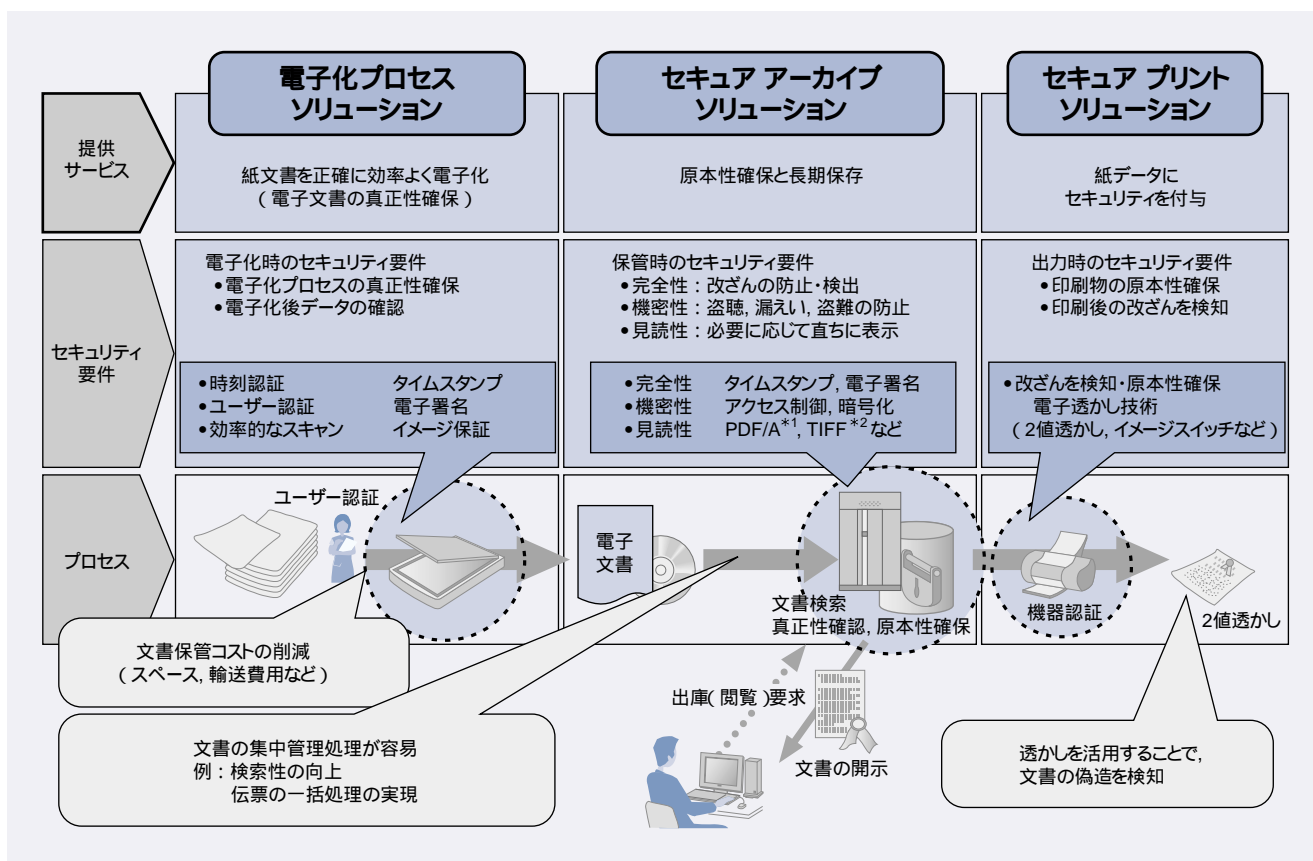 電子化プロセス
ソリューション
セキュア アーカイブ
ソリューション
セキュア プリント
ソリューション
提供
サービス
紙文書を正確に効率よく電子化
(電子文書の真正性確保)
原本性確保と長期保存
紙データに
セキュリティを付与
セキュリティ
要件
電子化時のセキュリティ要件
•電子化プロセスの真正性確保
•電子化後データの確認
保管時のセキュリティ要件
•完全性:改ざんの防止・検出
•機密性:盗聴, 漏えい, 盗難の防止
•見読性:必要に応じて直ちに表示
出力時のセキュリティ要件
•印刷物の原本性確保
•印刷後の改ざんを検知
•時刻認証 タイムスタンプ
•ユーザー認証 電子署名
•効率的なスキャン イメージ保証
•完全性 タイムスタンプ, 電子署名
•機密性 アクセス制御, 暗号化
•見読性 PDF/A*1, TIFF*2など
•改ざんを検知・原本性確保
電子透かし技術
(2値透かし, イメージスイッチなど)
プロセス
ユーザー認証
電子
文書
文書検索
真正性確認, 原本性確保
機器認証
2値透かし
文書保管コストの削減
(スペース, 輸送費用など)
文書の集中管理処理が容易
例:検索性の向上
伝票の一括処理の実現
出庫(閲覧)要求
文書の開示
透かしを活用することで,
文書の偽造を検知